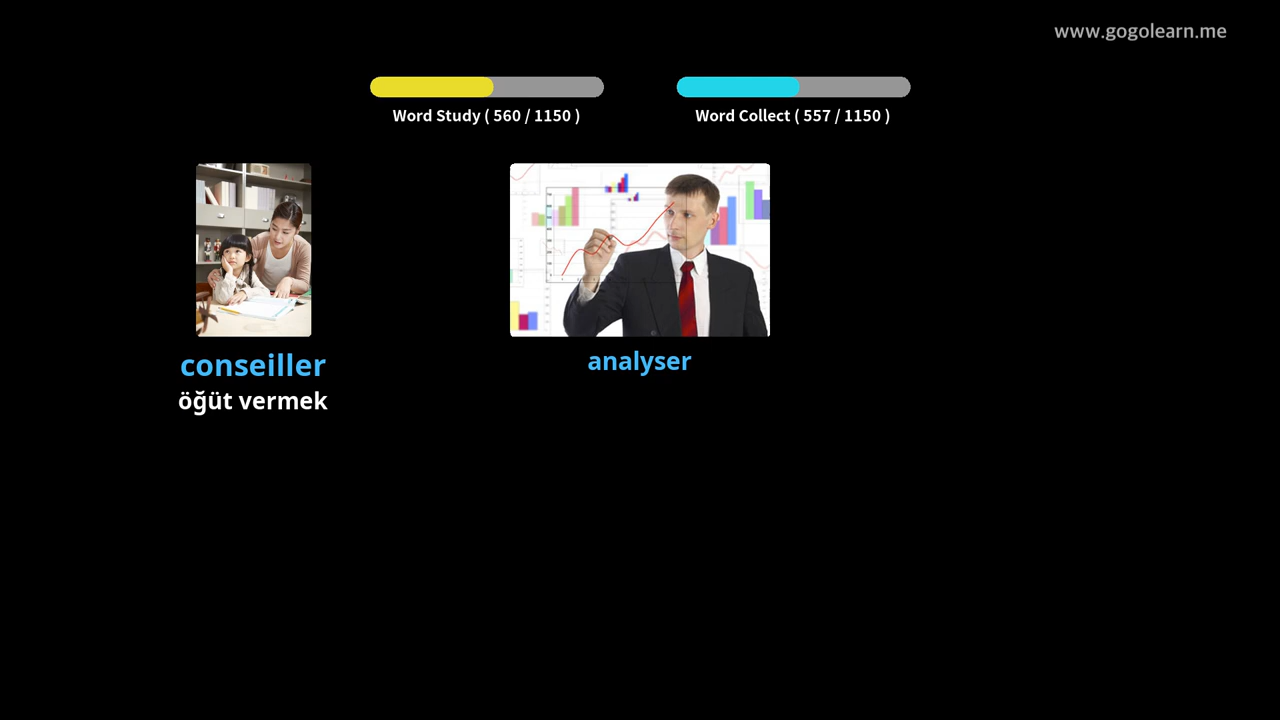 www.gogolearn.me
Word Study ( 560 / 1150 )
Word Collect ( 557 / 1150 )
conseiller
öğüt vermek
analyser